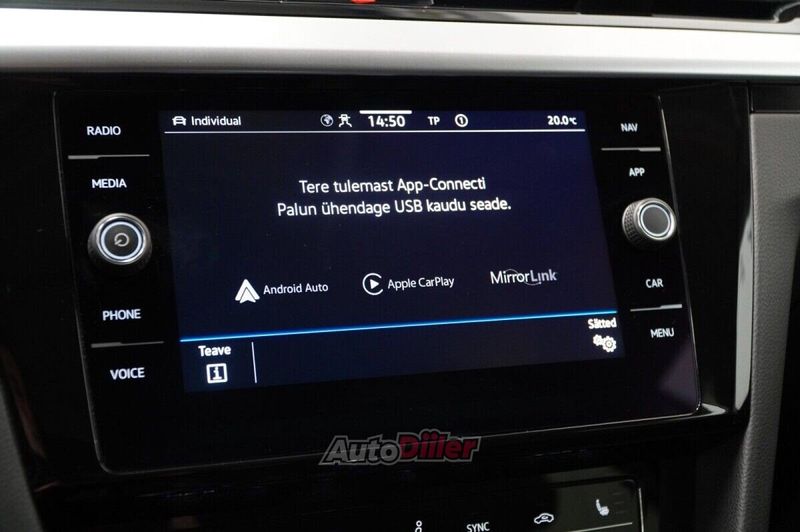 Individual 14:50 TP 1 20.0°C
RADIO
MEDIA
PHONE
VOICE
Tere tulemast App-Connecti
Palun ühendage USB kaudu seade.
Android Auto Apple CarPlay MirrorLink
Teave
Sätted
NAV
APP
CAR
MENU
AutoDiiler
SYNC